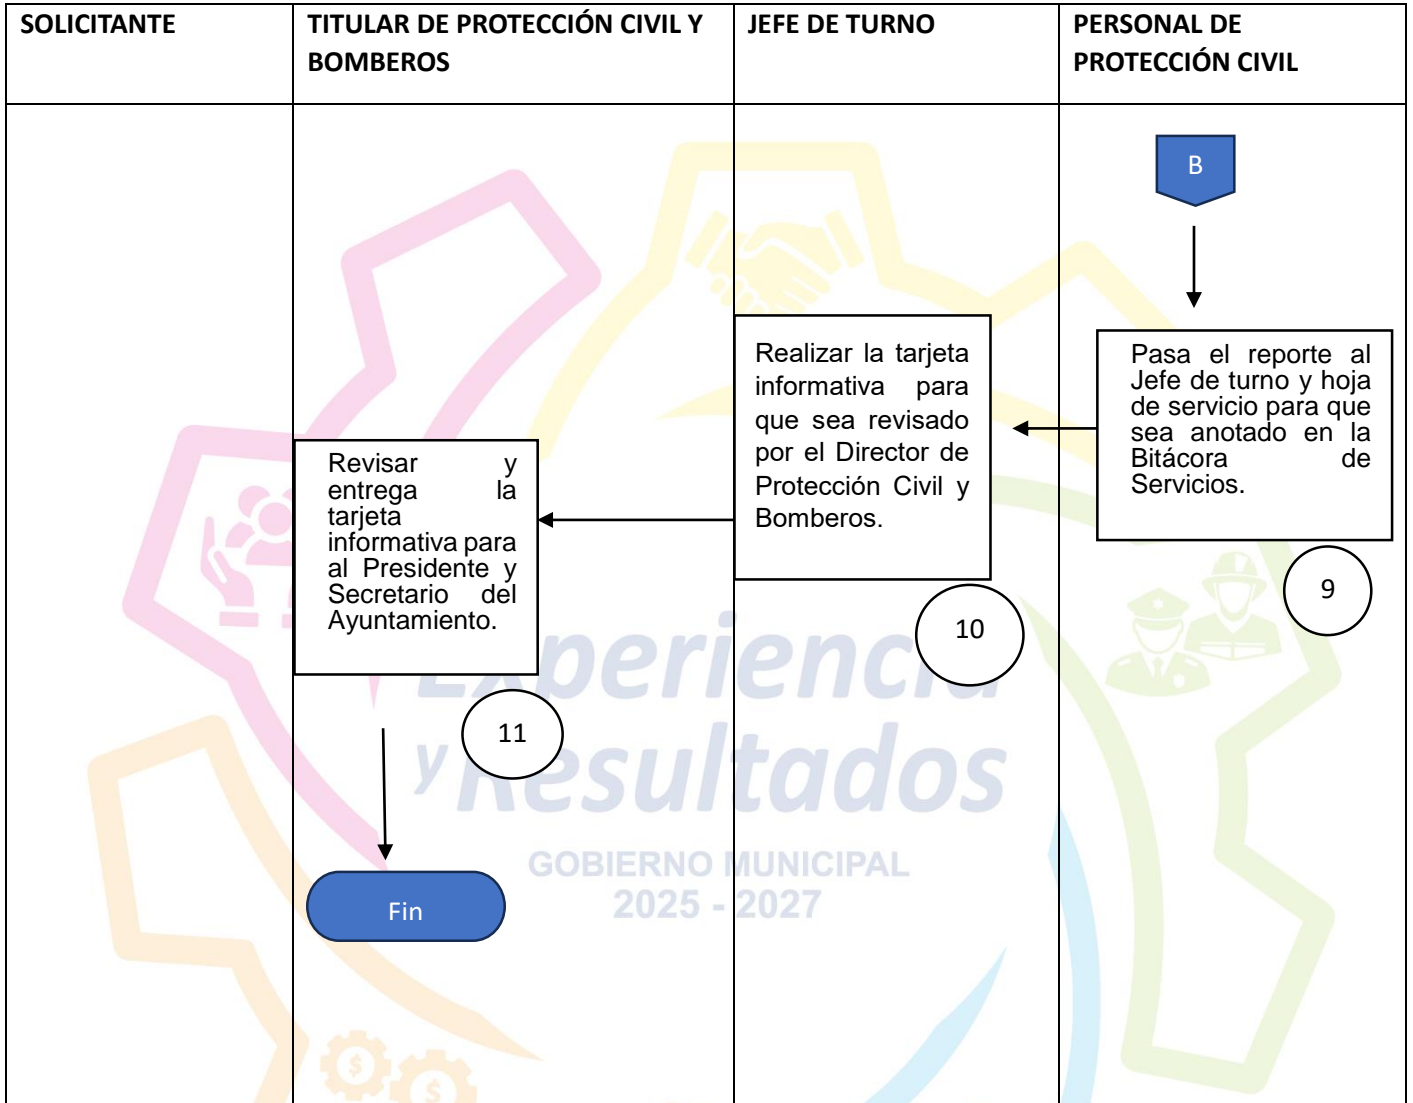 SOLICITANTE
TITULAR DE PROTECCIÓN CIVIL Y
BOMBEROS
JEFE DE TURNO
PERSONAL DE
PROTECCIÓN CIVIL
B
Pasa el reporte al
Jefe de turno y hoja
de servicio para que
sea anotado en la
Bitácora de
Servicios.
9
Realizar la tarjeta
informativa para
que sea revisado
por el Director de
Protección Civil y
Bomberos.
10
Revisar y
entrega la
tarjeta
informativa para
al Presidente y
Secretario del
Ayuntamiento.
11
Fin
Experiencia
y Resultados
GOBIERNO MUNICIPAL
2025 - 2027
$
$